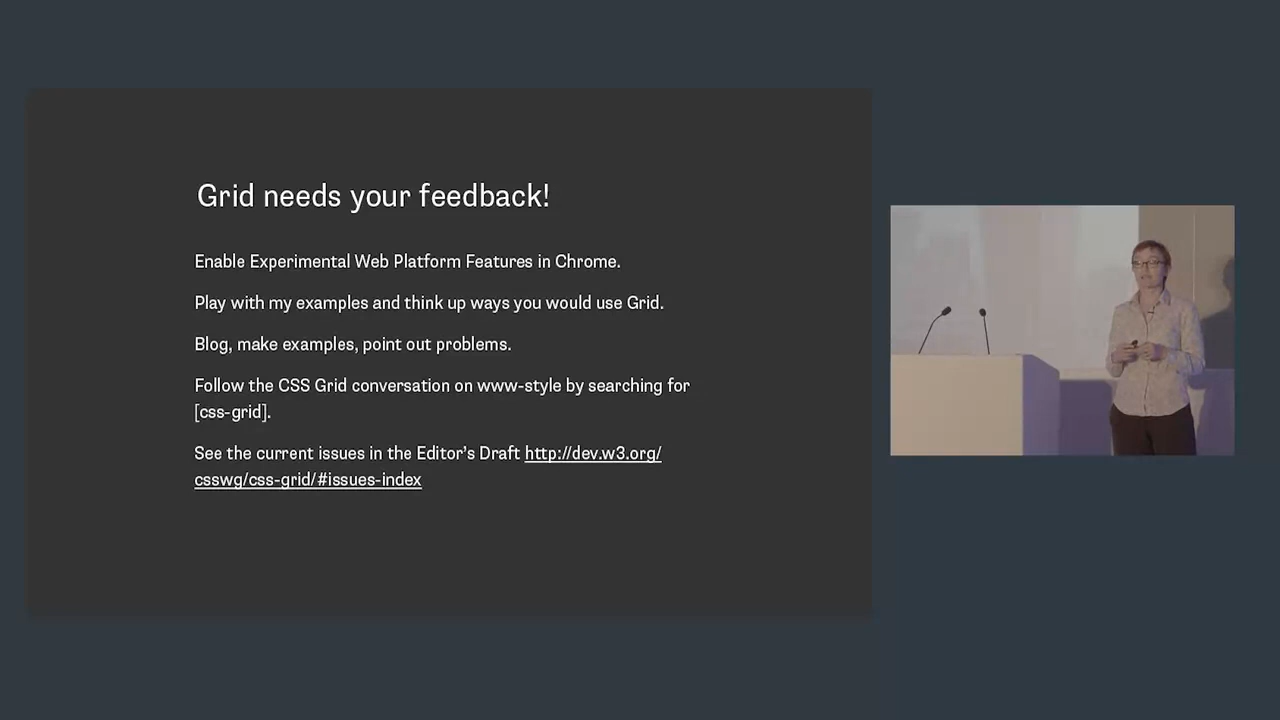 Grid needs your feedback!
Enable Experimental Web Platform Features in Chrome.
Play with my examples and think up ways you would use Grid.
Blog, make examples, point out problems.
Follow the CSS Grid conversation on www-style by searching for
[css-grid].
See the current issues in the Editor’s Draft http://dev.w3.org/
csswg/css-grid/#issues-index